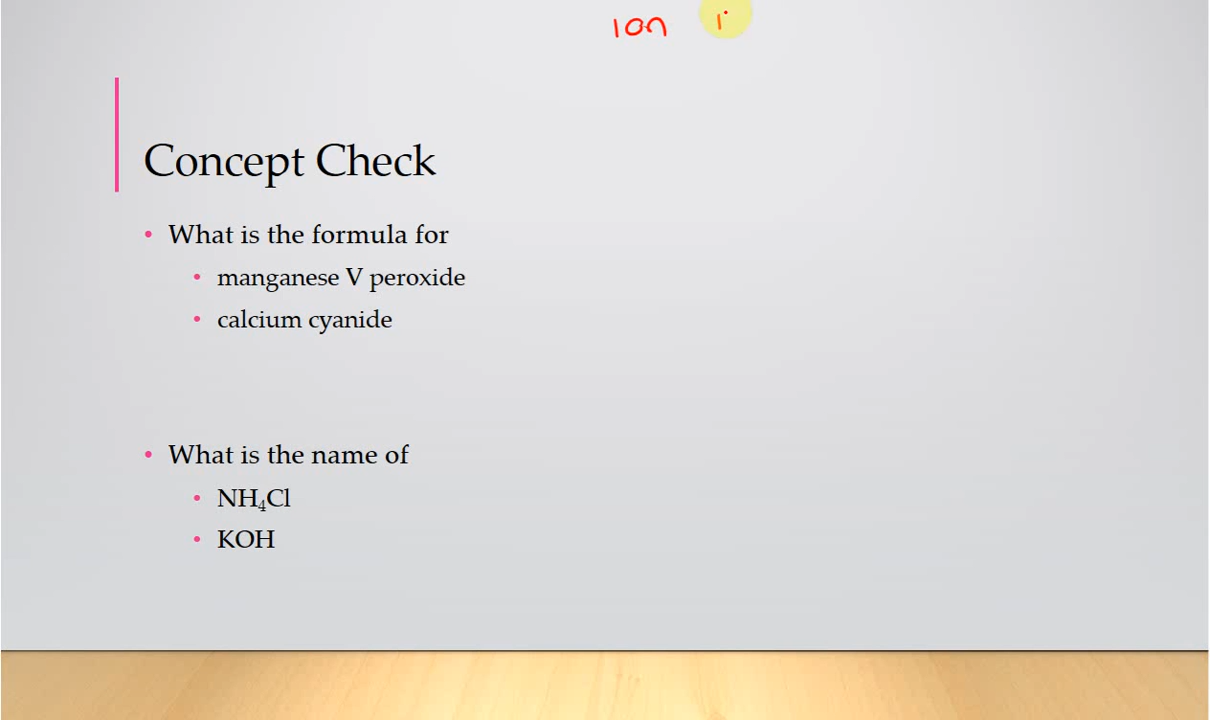 ion
Concept Check
• What is the formula for
• manganese V peroxide
• calcium cyanide
• What is the name of
• NH₄Cl
• KOH